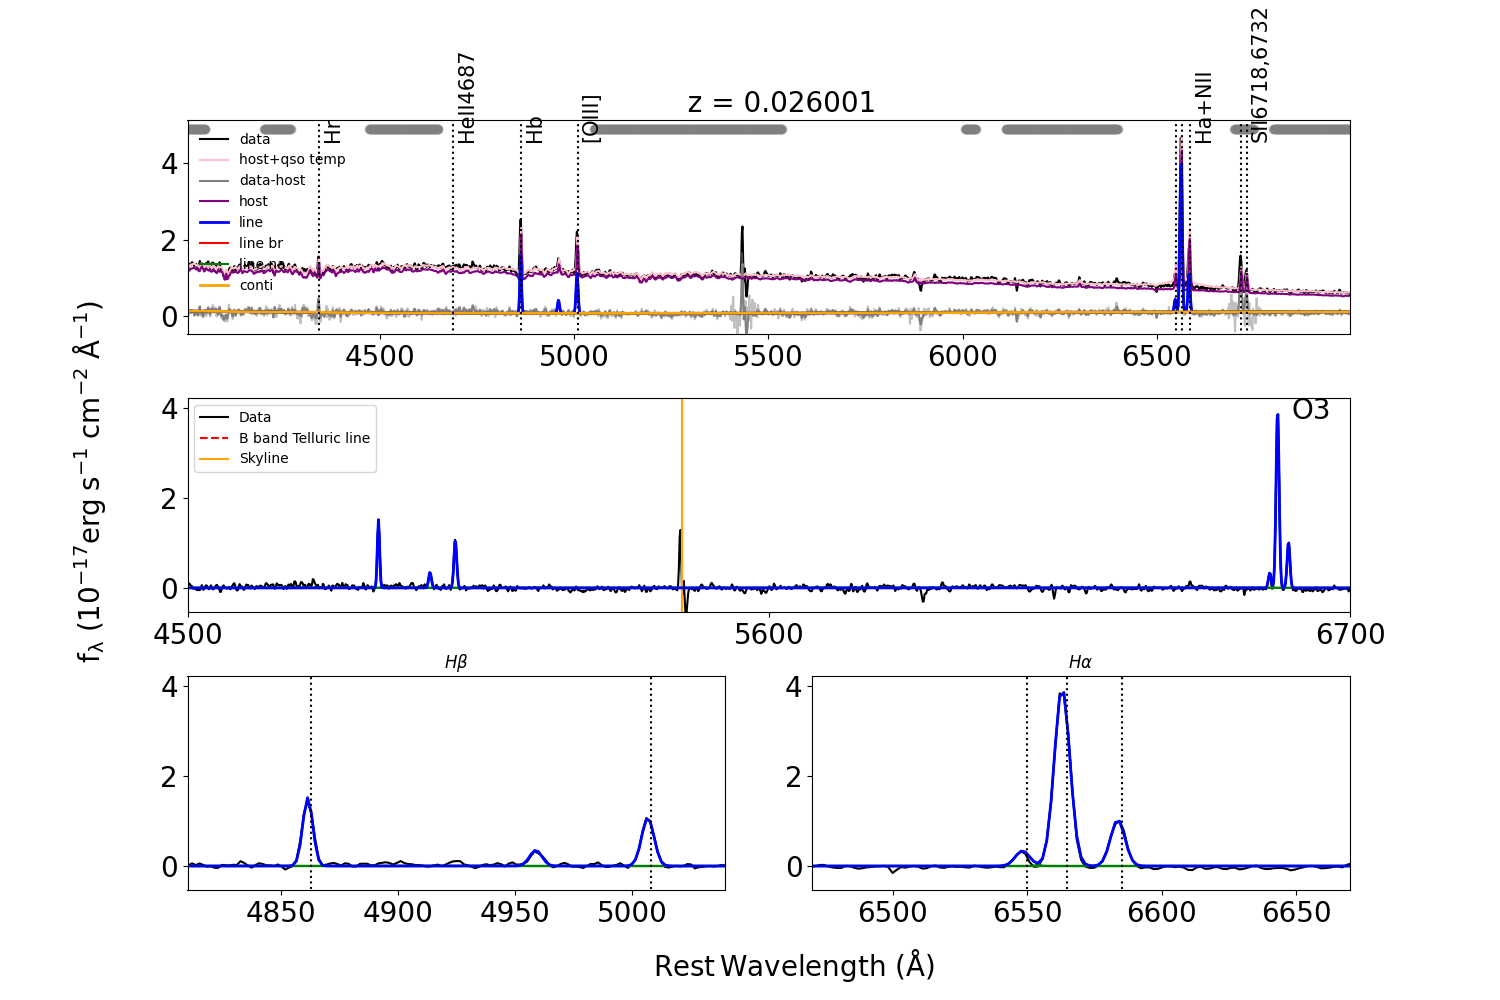 z = 0.026001
Hr
HeII4687
Hb
[OIII]
Ha+NII
SII6718,6732
data
host+qso temp
data-host
host
line
line br
line na
conti
4
2
0
4500
5000
5500
6000
6500
fλ (10⁻¹⁷erg s⁻¹ cm⁻² Å⁻¹)
O3
Data
B band Telluric line
Skyline
4
2
0
4500
5600
6700
Hβ
4
2
0
4850
4900
4950
5000
Hα
4
2
0
6500
6550
6600
6650
Rest Wavelength (Å)